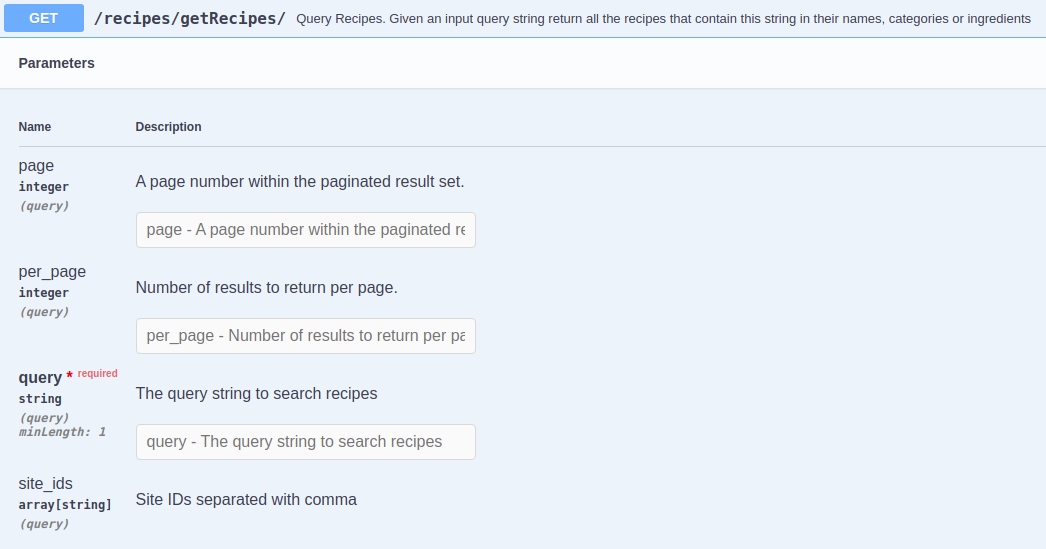 GET /recipes/getRecipes/ Query Recipes. Given an input query string return all the recipes that contain this string in their names, categories or ingredients
Parameters
Name Description
page
integer
(query)
A page number within the paginated result set.
page - A page number within the paginated re
per_page
integer
(query)
Number of results to return per page.
per_page - Number of results to return per pa
query * required
string
(query)
minLength: 1
The query string to search recipes
query - The query string to search recipes
site_ids
array[string]
(query)
Site IDs separated with comma